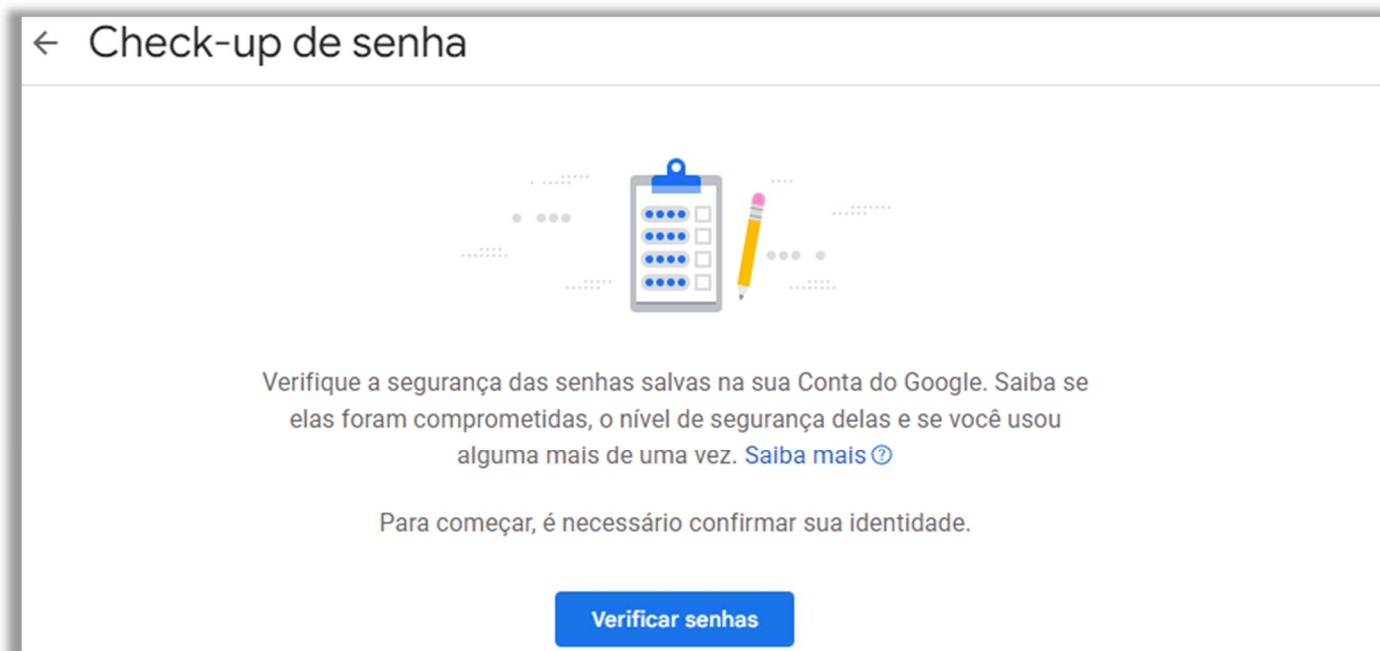 Check-up de senha
Verifique a segurança das senhas salvas na sua Conta do Google. Saiba se
elas foram comprometidas, o nível de segurança delas e se você usou
alguma mais de uma vez. Saiba mais
Para começar, é necessário confirmar sua identidade.
Verificar senhas